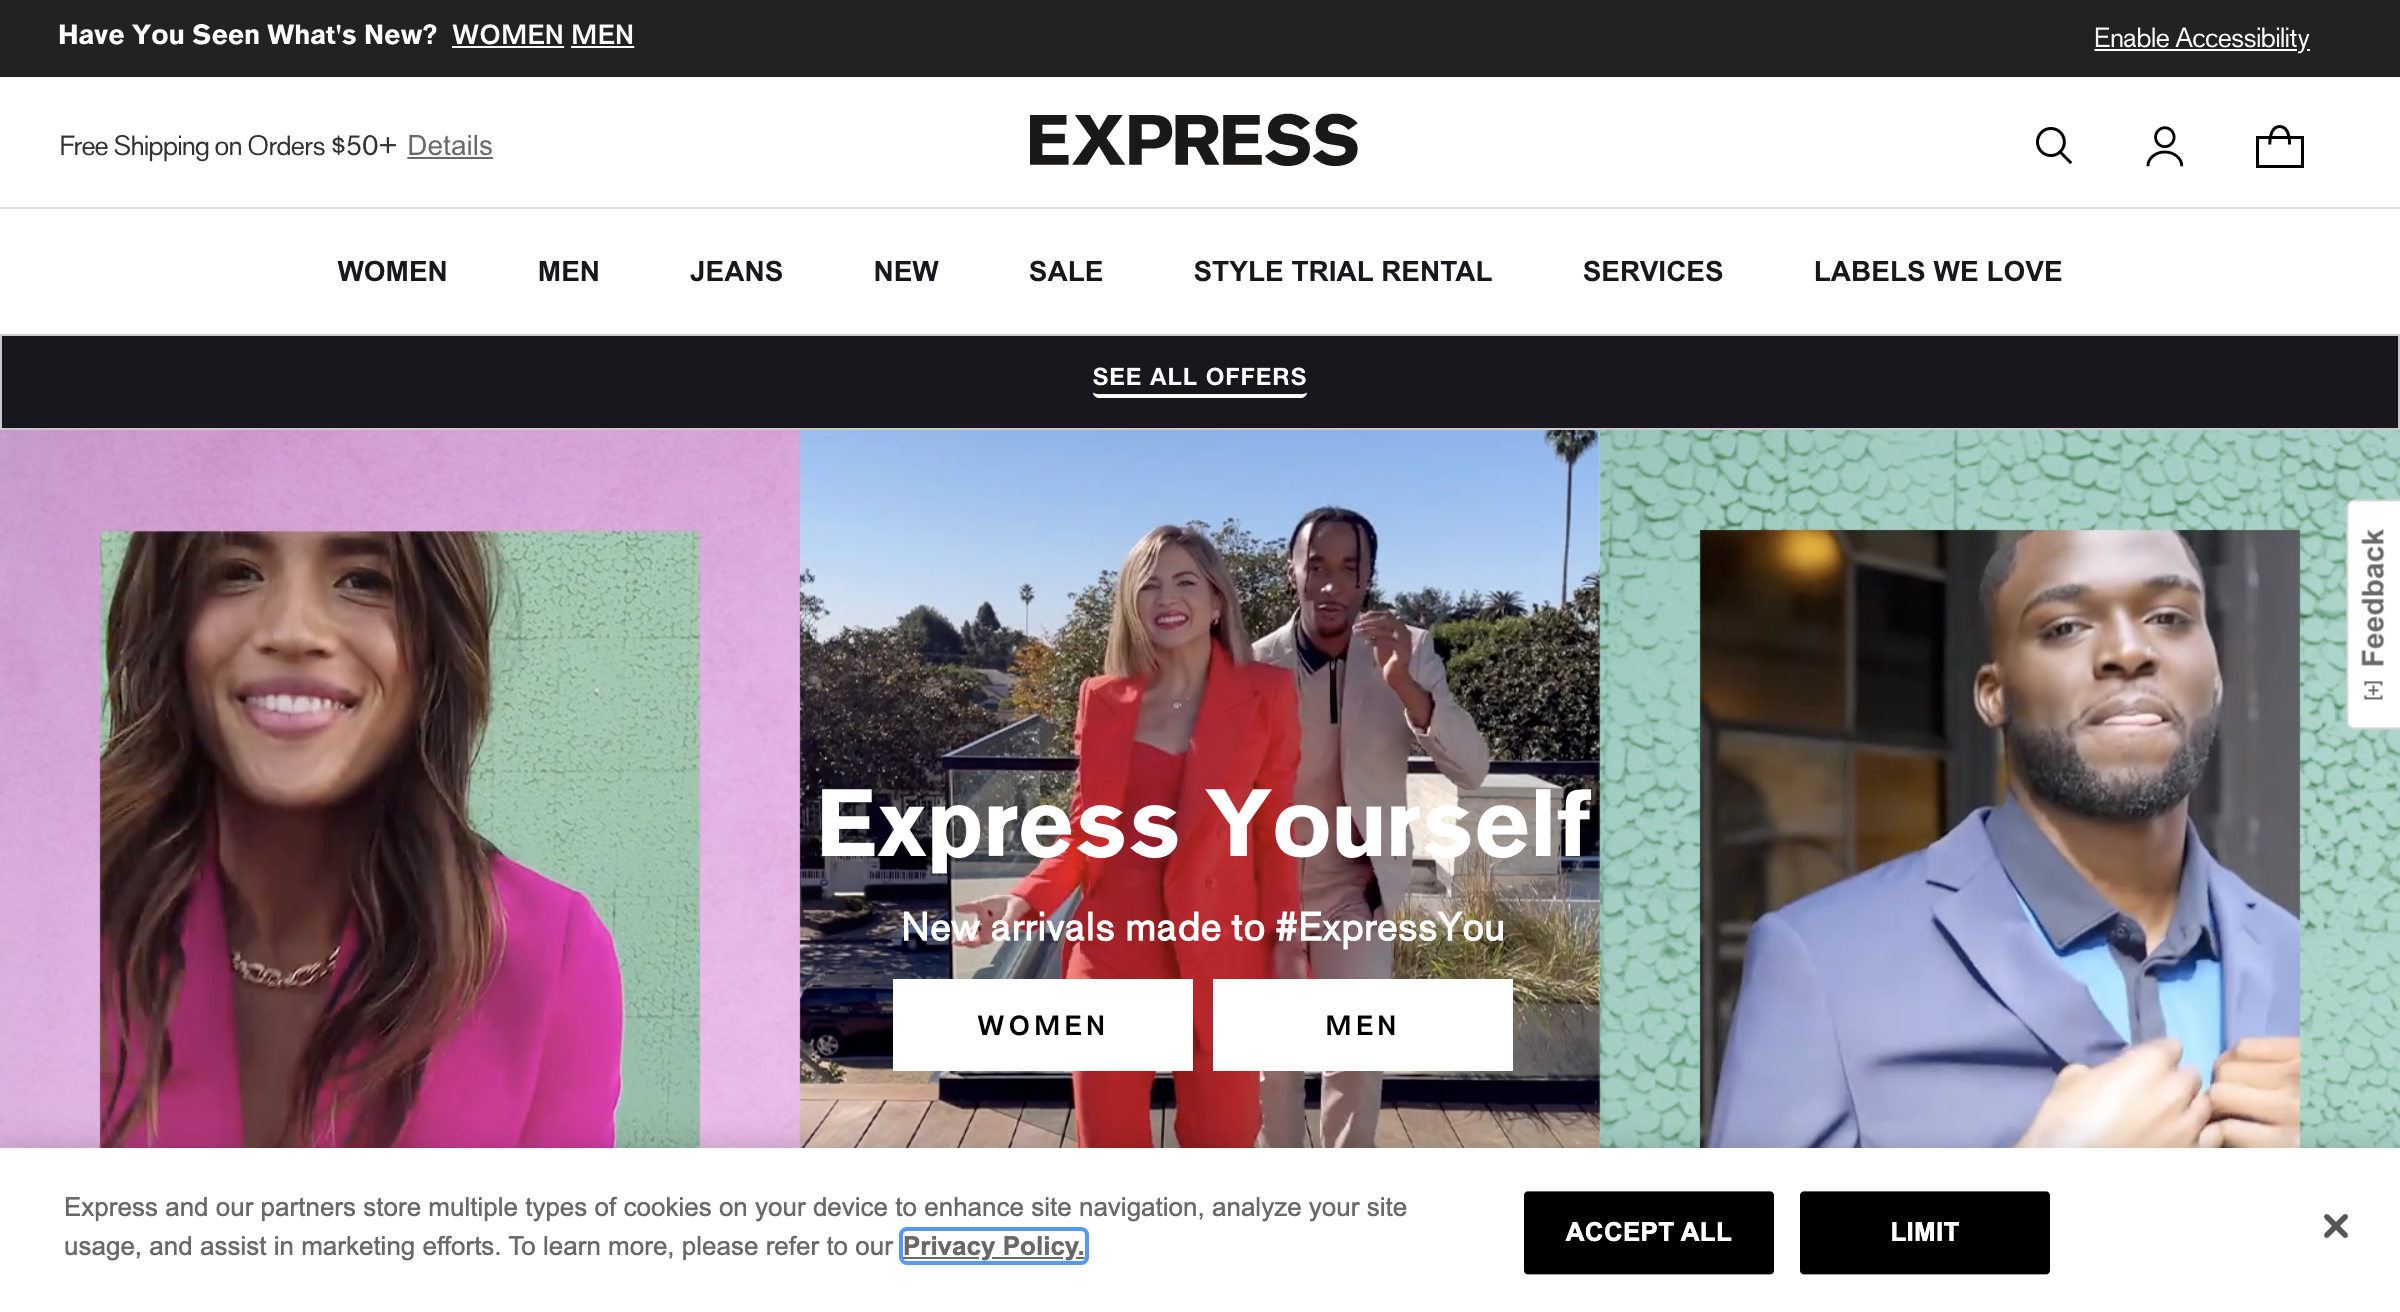 Have You Seen What's New? WOMEN MEN
Enable Accessibility
Free Shipping on Orders $50+ Details
EXPRESS
WOMEN MEN JEANS NEW SALE STYLE TRIAL RENTAL SERVICES LABELS WE LOVE
SEE ALL OFFERS
[+] Feedback
Express Yourself
New arrivals made to #ExpressYou
WOMEN
MEN
Express and our partners store multiple types of cookies on your device to enhance site navigation, analyze your site
usage, and assist in marketing efforts. To learn more, please refer to our Privacy Policy.
ACCEPT ALL
LIMIT